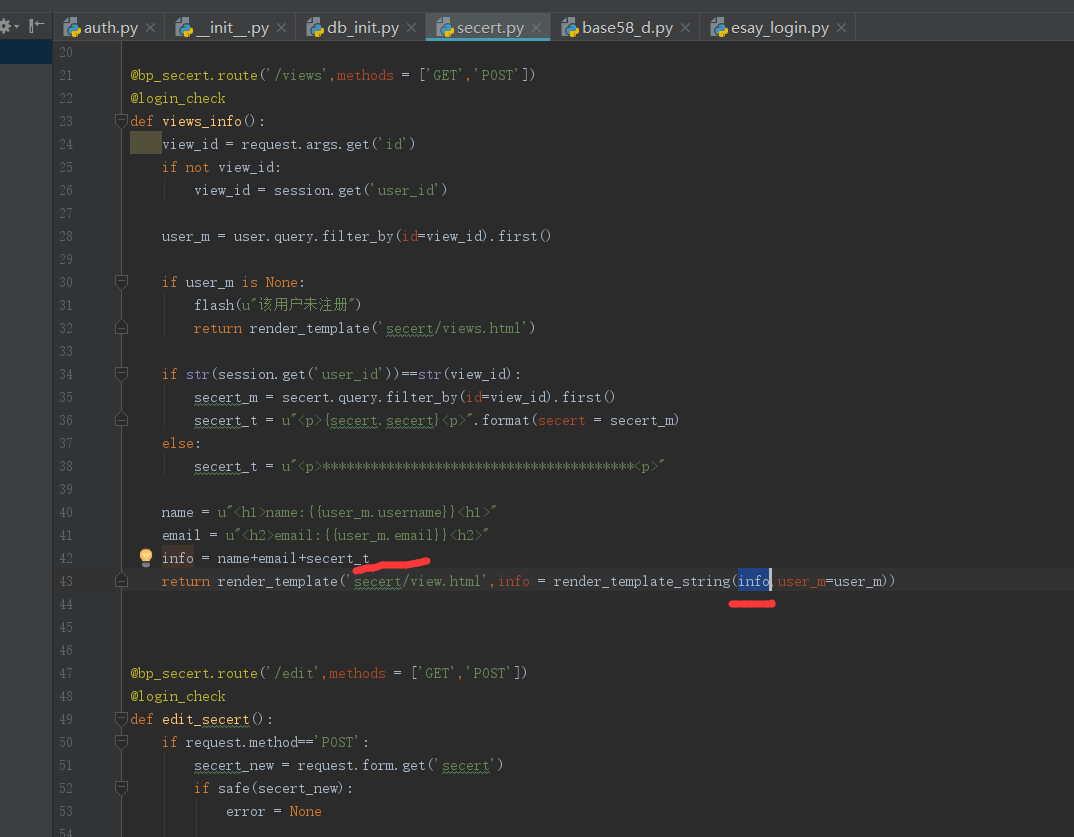 auth.py × __init__.py × db_init.py × secert.py × base58_d.py × esay_login.py ×
20
21 @bp_secert.route('/views',methods = ['GET','POST'])
22 @login_check
23 def views_info():
24     view_id = request.args.get('id')
25     if not view_id:
26         view_id = session.get('user_id')
27
28     user_m = user.query.filter_by(id=view_id).first()
29
30     if user_m is None:
31         flash(u"该用户未注册")
32         return render_template('secert/views.html')
33
34     if str(session.get('user_id'))==str(view_id):
35         secert_m = secert.query.filter_by(id=view_id).first()
36         secert_t = u"<p>{secert.secert}<p>".format(secert = secert_m)
37     else:
38         secert_t = u"<p>***************************************<p>"
39
40     name = u"<h1>name:{{user_m.username}}<h1>"
41     email = u"<h2>email:{{user_m.email}}<h2>"
42     info = name+email+secert_t
43     return render_template('secert/view.html',info = render_template_string(info,user_m=user_m))
44
45
46
47 @bp_secert.route('/edit',methods = ['GET','POST'])
48 @login_check
49 def edit_secert():
50     if request.method=='POST':
51         secert_new = request.form.get('secert')
52         if safe(secert_new):
53             error = None
54